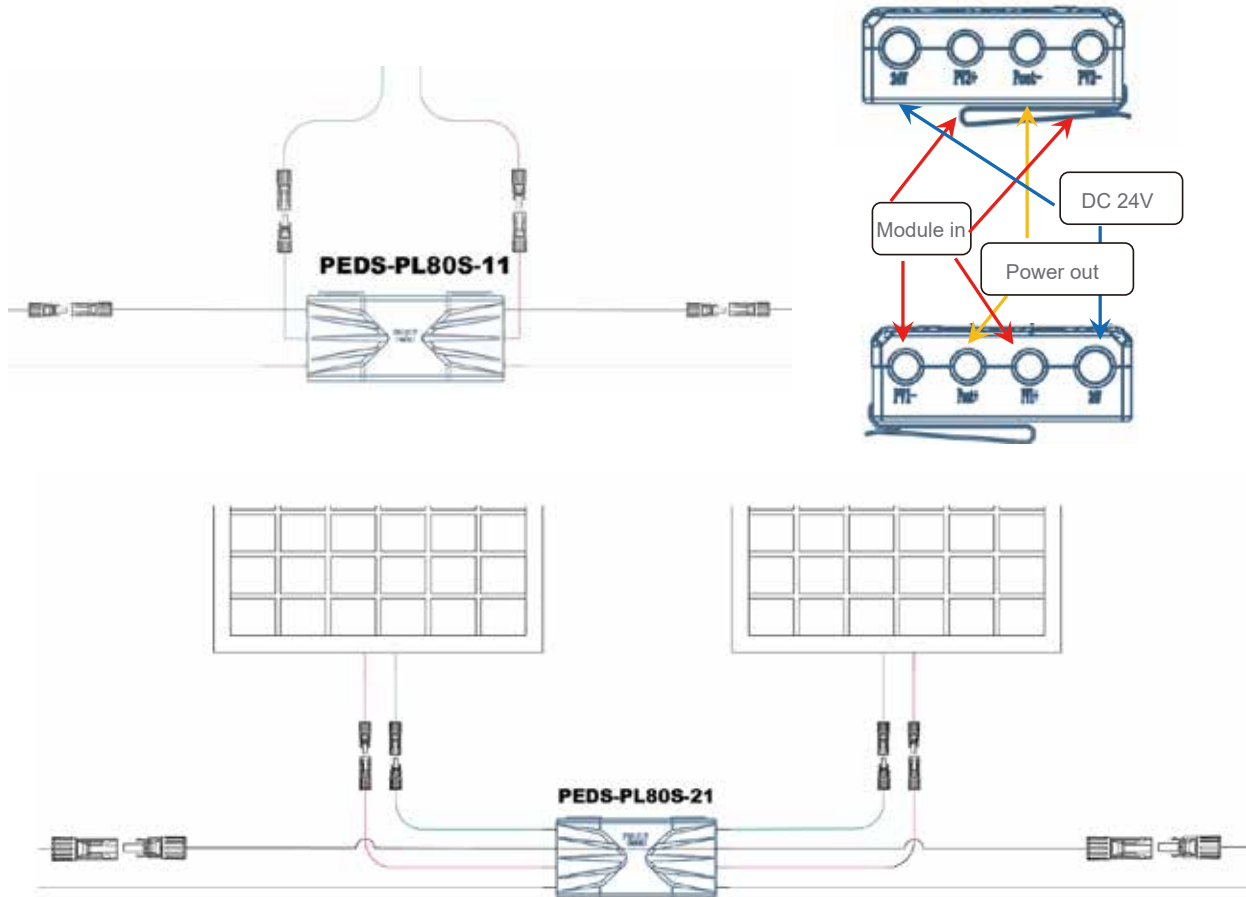 24V PV2+ Pout- PV2-
DC 24V
Module in
Power out
PV1- Pout+ PV1+ 24V
PEDS-PL80S-11
PEDS-PL80S-21